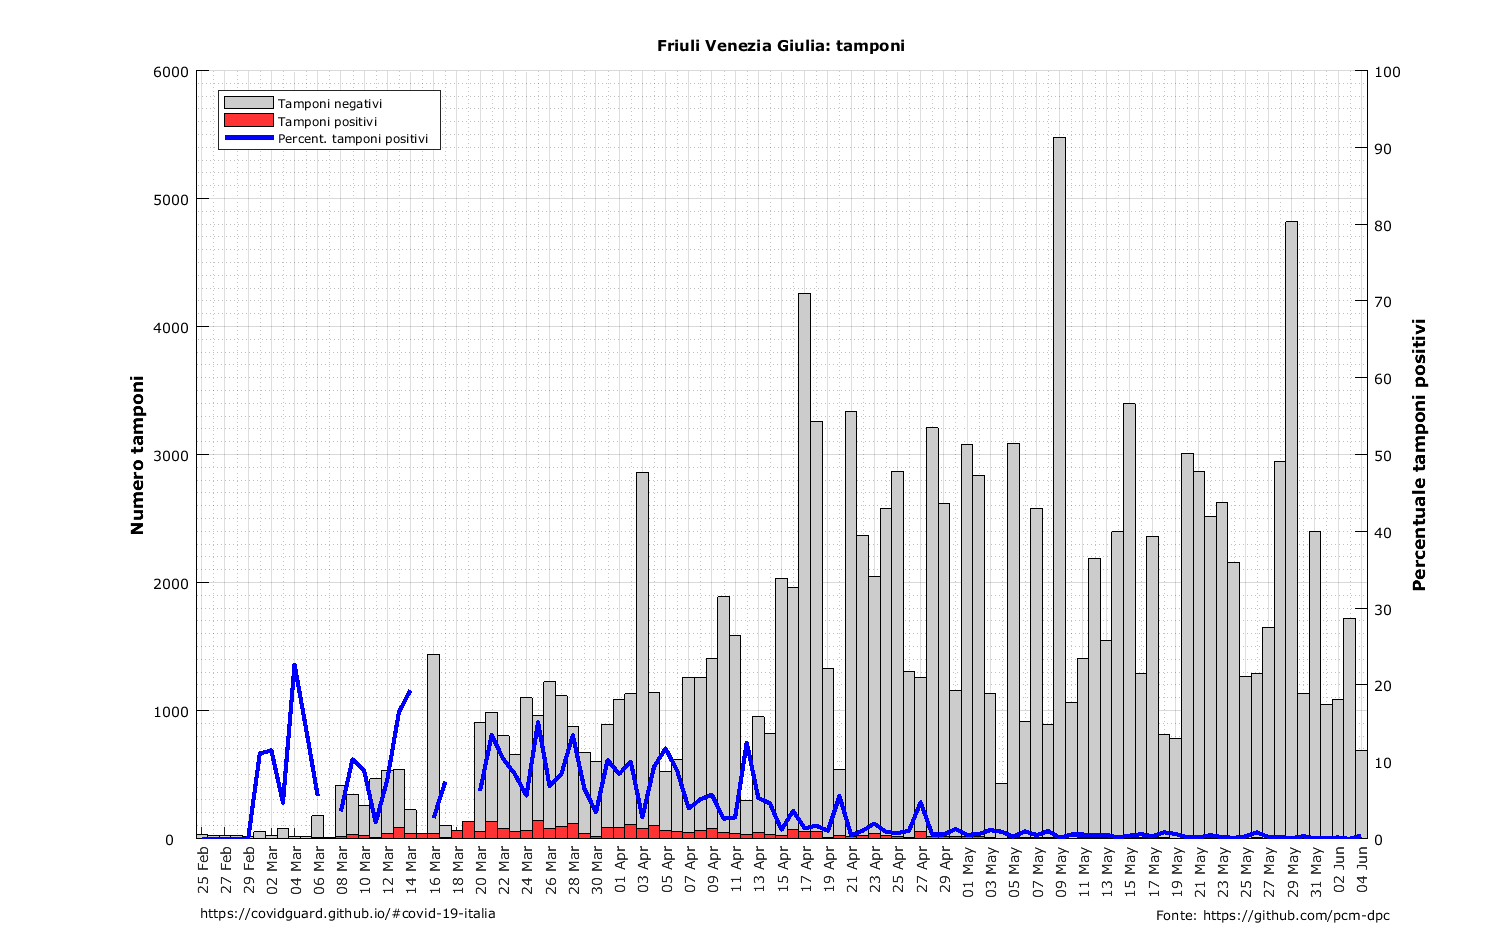 Friuli Venezia Giulia: tamponi
Tamponi negativi
Tamponi positivi
Percent. tamponi positivi
Numero tamponi
6000
5000
4000
3000
2000
1000
0
Percentuale tamponi positivi
100
90
80
70
60
50
40
30
20
10
0
25 Feb
27 Feb
29 Feb
02 Mar
04 Mar
06 Mar
08 Mar
10 Mar
12 Mar
14 Mar
16 Mar
18 Mar
20 Mar
22 Mar
24 Mar
26 Mar
28 Mar
30 Mar
01 Apr
03 Apr
05 Apr
07 Apr
09 Apr
11 Apr
13 Apr
15 Apr
17 Apr
19 Apr
21 Apr
23 Apr
25 Apr
27 Apr
29 Apr
01 May
03 May
05 May
07 May
09 May
11 May
13 May
15 May
17 May
19 May
21 May
23 May
25 May
27 May
29 May
31 May
02 Jun
04 Jun
https://covidguard.github.io/#covid-19-italia
Fonte: https://github.com/pcm-dpc